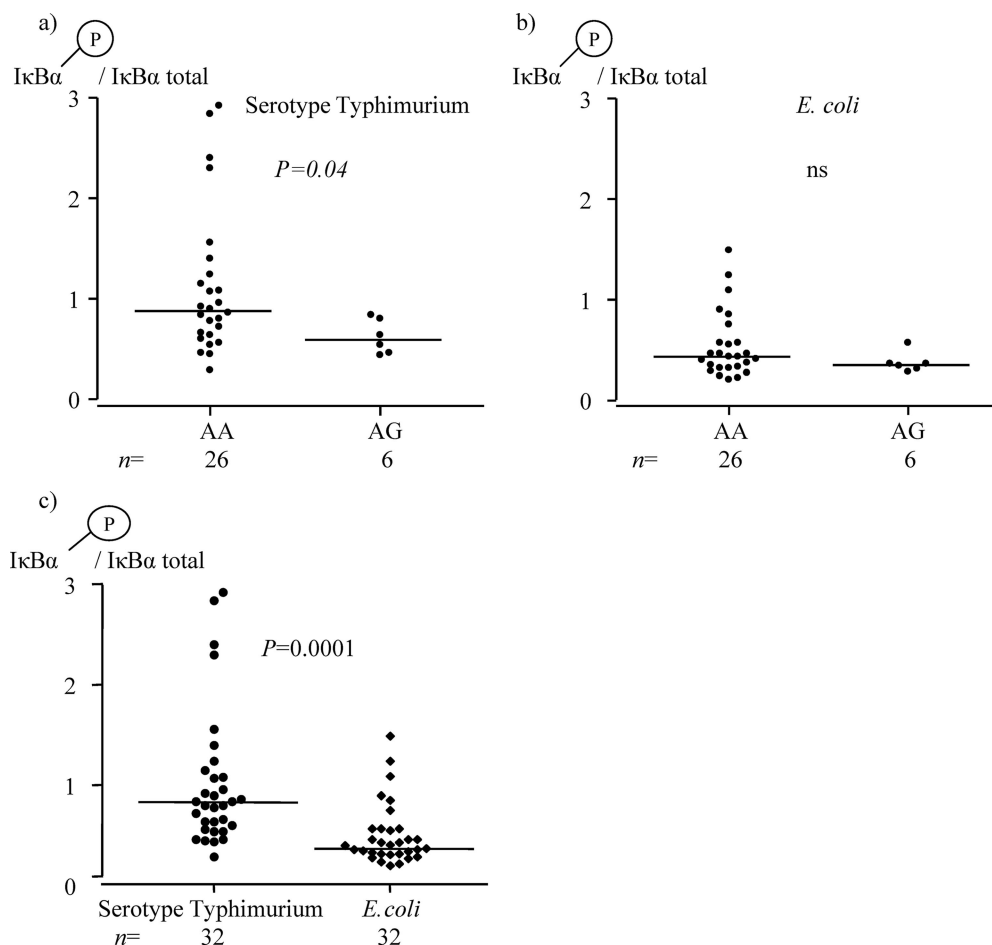 a)
P
IκBα / IκBα total
3
Serotype Typhimurium
P=0.04
2
1
0
AA AG
n= 26 6
b)
P
IκBα / IκBα total
3
E. coli
ns
2
1
0
AA AG
n= 26 6
c)
P
IκBα / IκBα total
3
P=0.0001
2
1
0
Serotype Typhimurium E.coli
n= 32 32